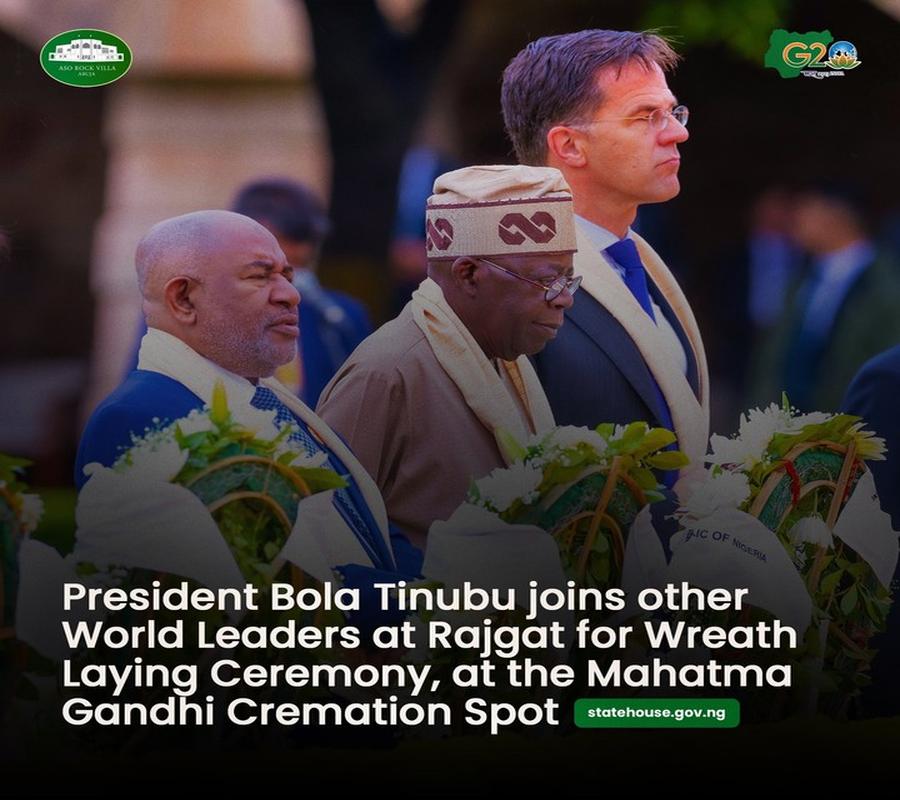 ASO ROCK VILLA
ABUJA
G20
LIC OF NIGERIA
President Bola Tinubu joins other
World Leaders at Rajgat for Wreath
Laying Ceremony, at the Mahatma
Gandhi Cremation Spot
statehouse.gov.ng